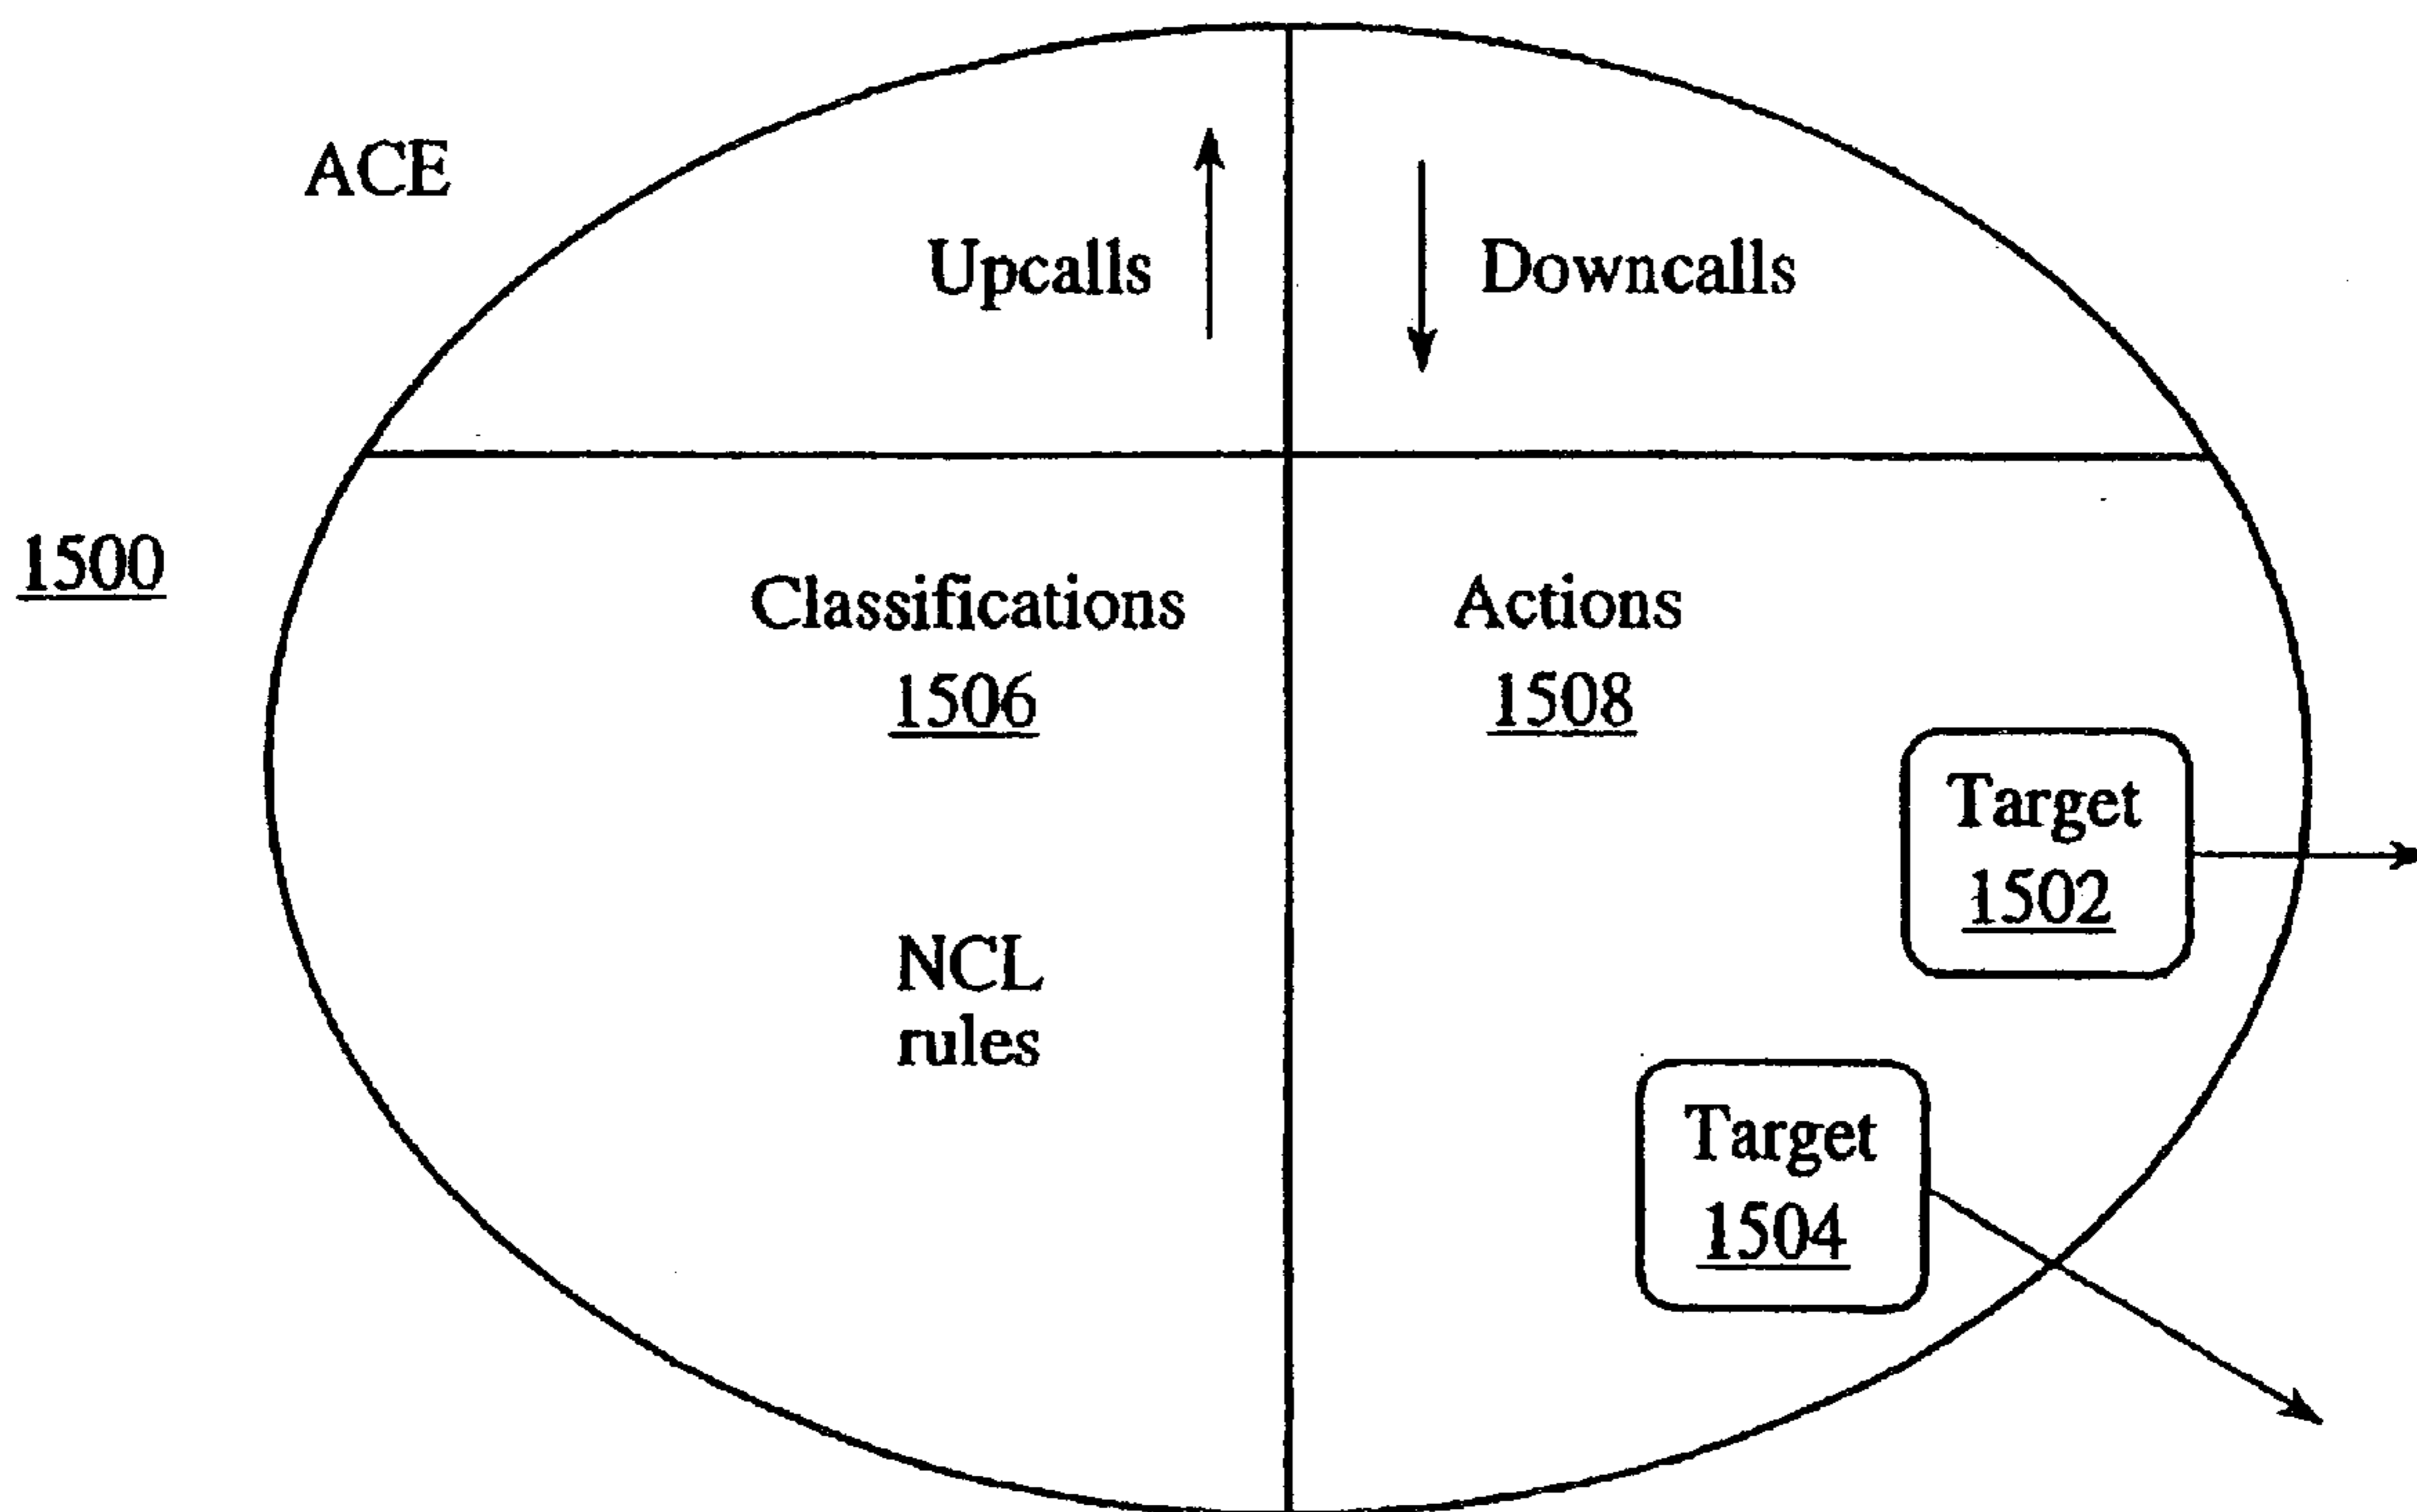 ACE
Upcalls
Downcalls
1500
Classifications
1506
Actions
1508
Target
1502
NCL
rules
Target
1504